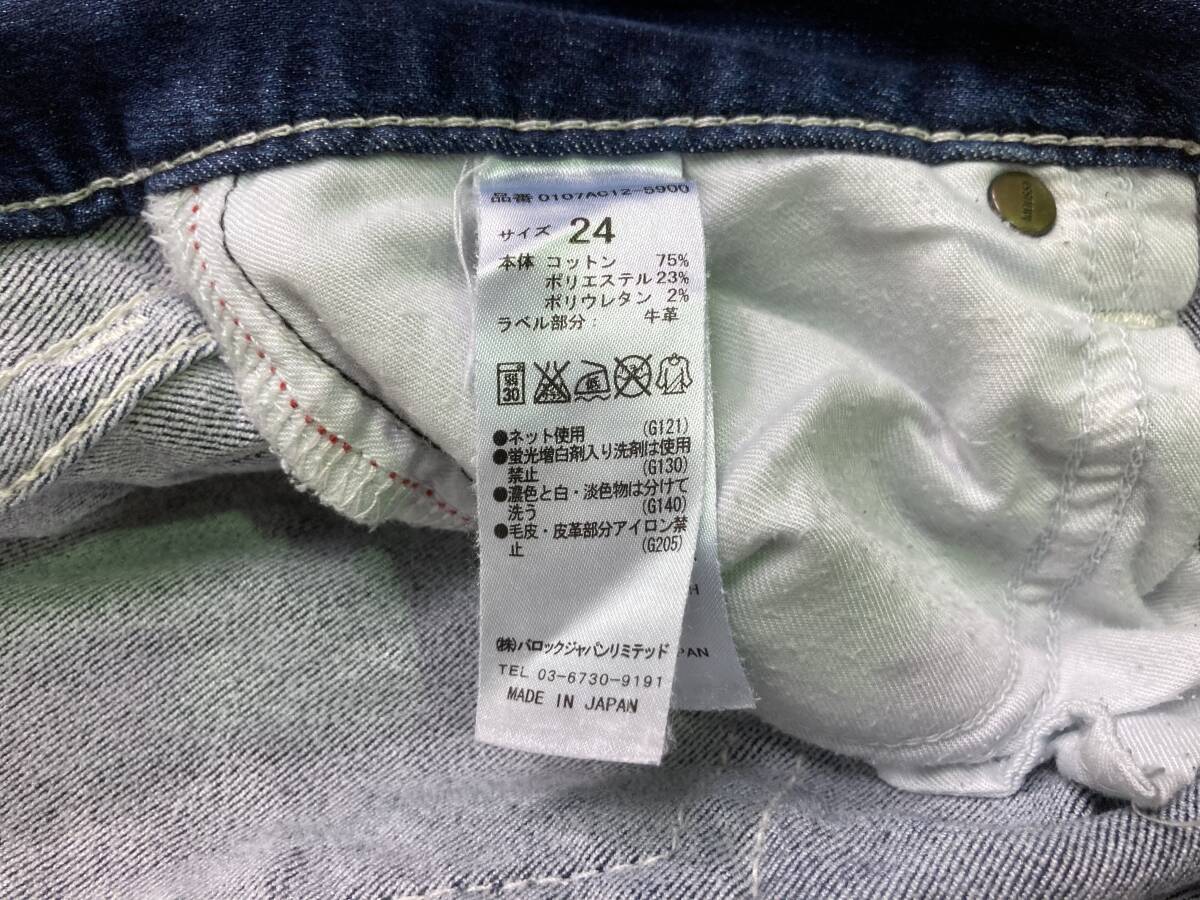 品番 0107AC12-5900
サイズ 24
本体 コットン 75%
ポリエステル 23%
ポリウレタン 2%
ラベル部分: 牛革
弱 30 低
●ネット使用 (G121)
●蛍光増白剤入り洗剤は使用
禁止 (G130)
●濃色と白・淡色物は分けて
洗う (G140)
●毛皮・皮革部分アイロン禁
止 (G205)
㈱バロックジャパンリミテッド
TEL 03-6730-9191
MADE IN JAPAN
H
PAN